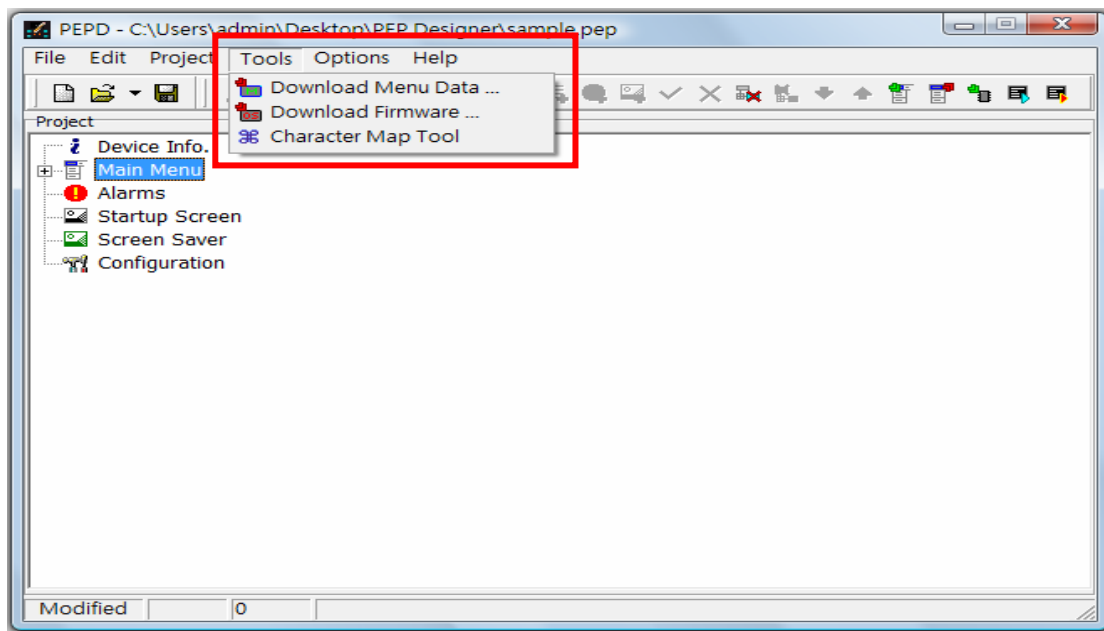 PEPD - C:\Users\admin\Desktop\PEP Designer\sample.pep
File Edit Project Tools Options Help
Download Menu Data ...
Download Firmware ...
Character Map Tool
Project
Device Info.
Main Menu
Alarms
Startup Screen
Screen Saver
Configuration
Modified 0